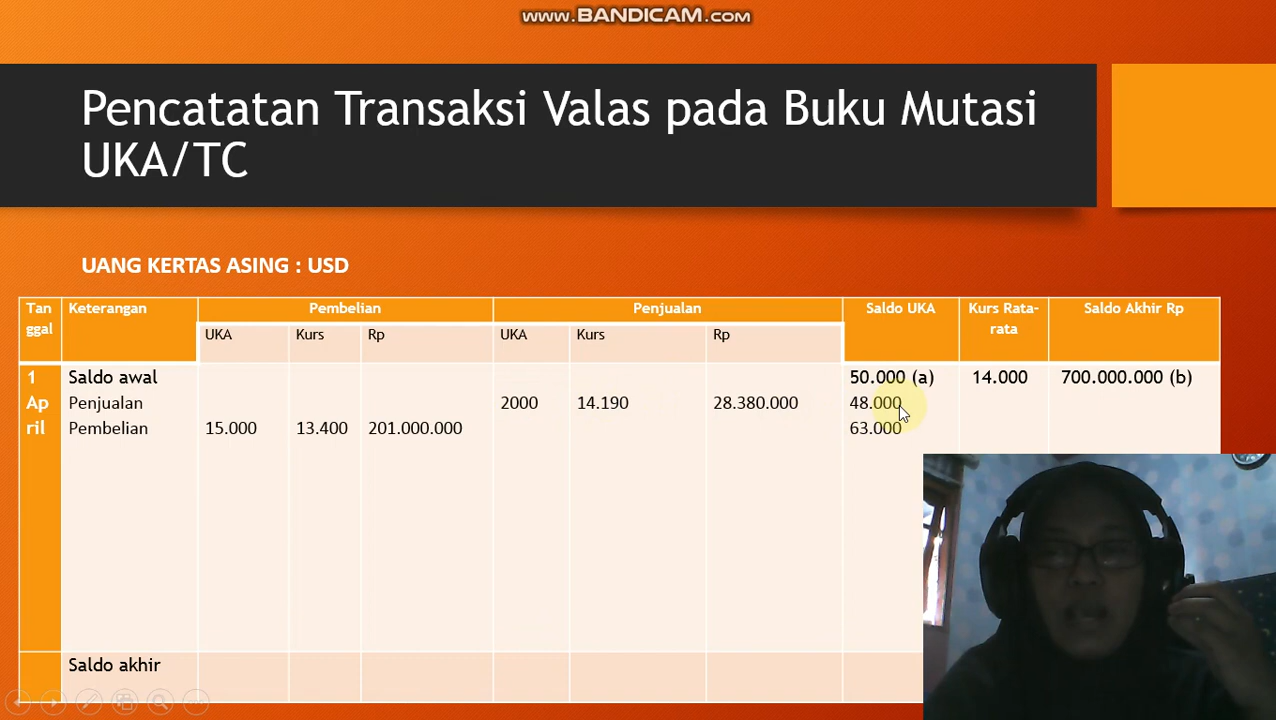 www.BANDICAM.com
Pencatatan Transaksi Valas pada Buku Mutasi
UKA/TC
UANG KERTAS ASING : USD
Tan
ggal
Keterangan
Pembelian
Penjualan
Saldo UKA
Kurs Rata-
rata
Saldo Akhir Rp
UKA
Kurs
Rp
UKA
Kurs
Rp
1
Ap
ril
Saldo awal
50.000 (a)
14.000
700.000.000 (b)
Penjualan
2000
14.190
28.380.000
48.000
Pembelian
15.000
13.400
201.000.000
63.000
Saldo akhir